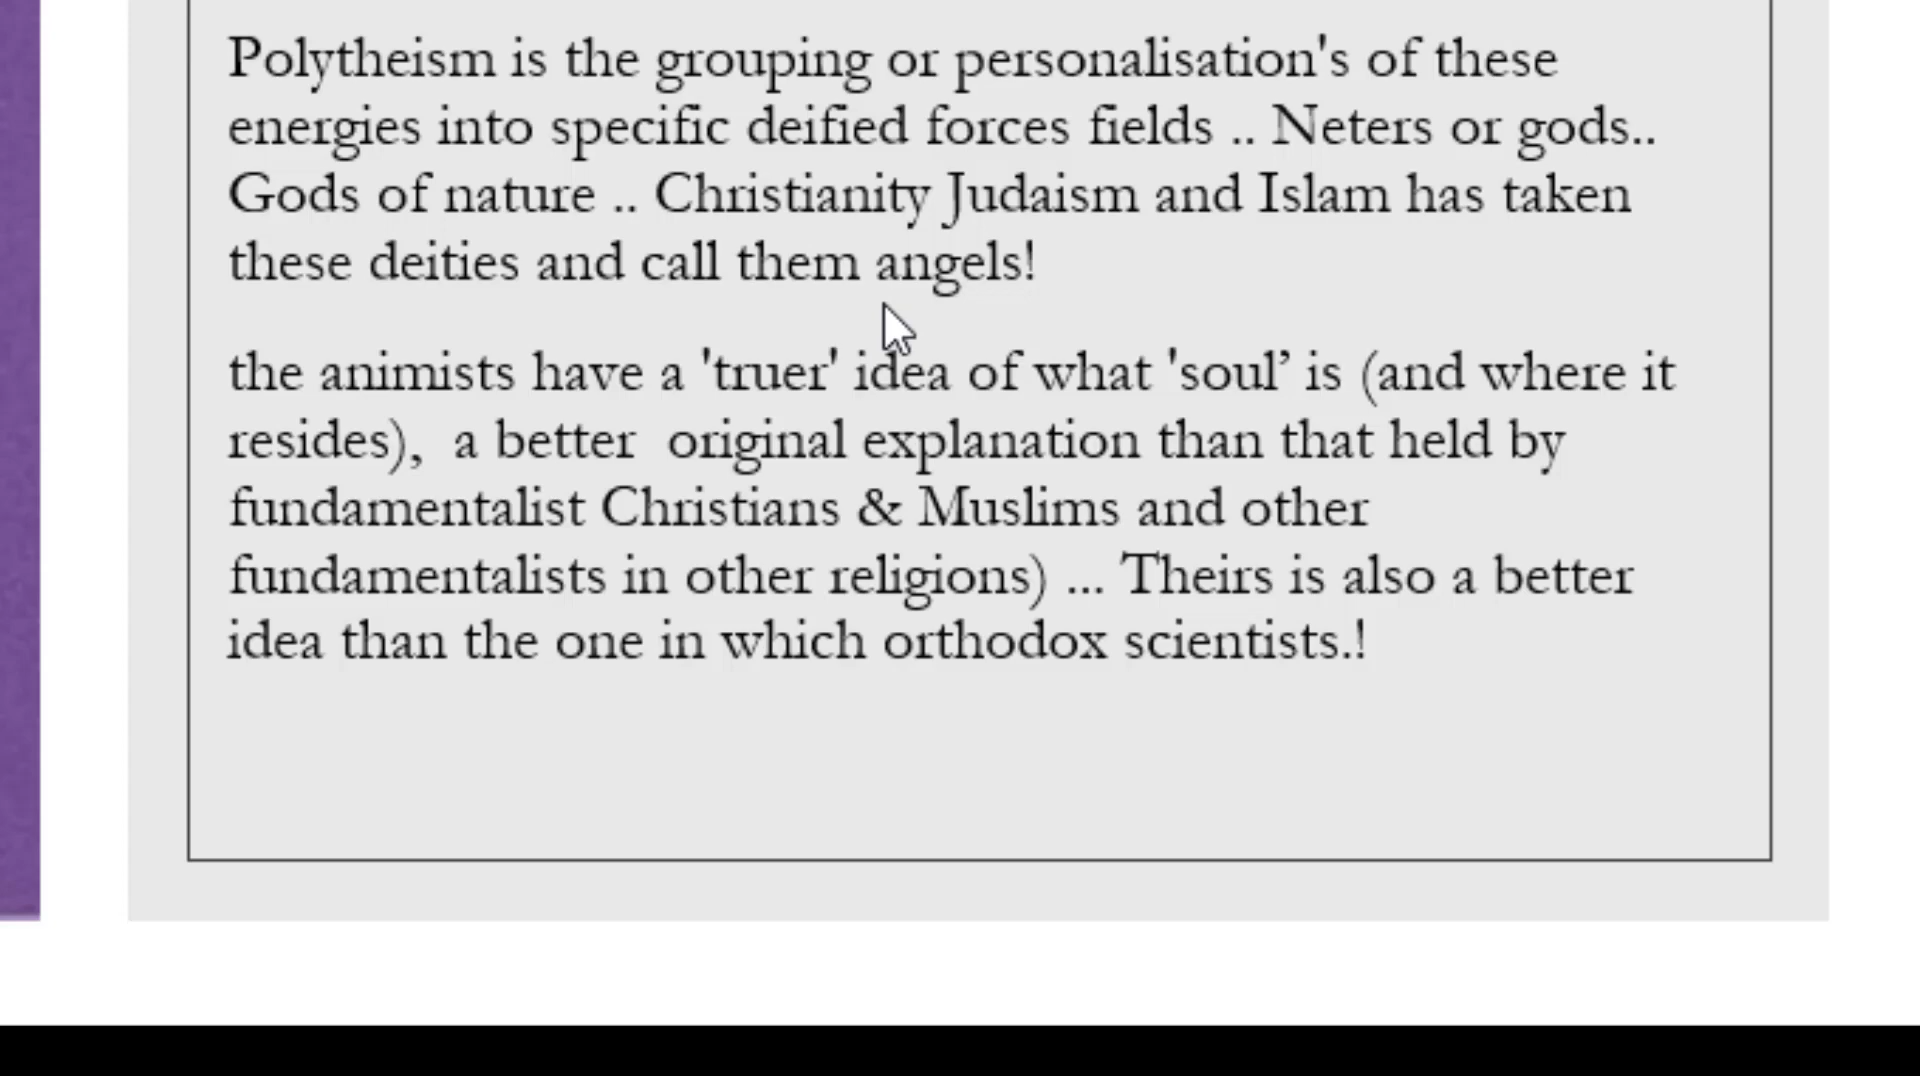 Polytheism is the grouping or personalisation's of these
energies into specific deified forces fields .. Neters or gods..
Gods of nature .. Christianity Judaism and Islam has taken
these deities and call them angels!
the animists have a 'truer' idea of what 'soul’ is (and where it
resides),  a better  original explanation than that held by
fundamentalist Christians & Muslims and other
fundamentalists in other religions) ... Theirs is also a better
idea than the one in which orthodox scientists.!